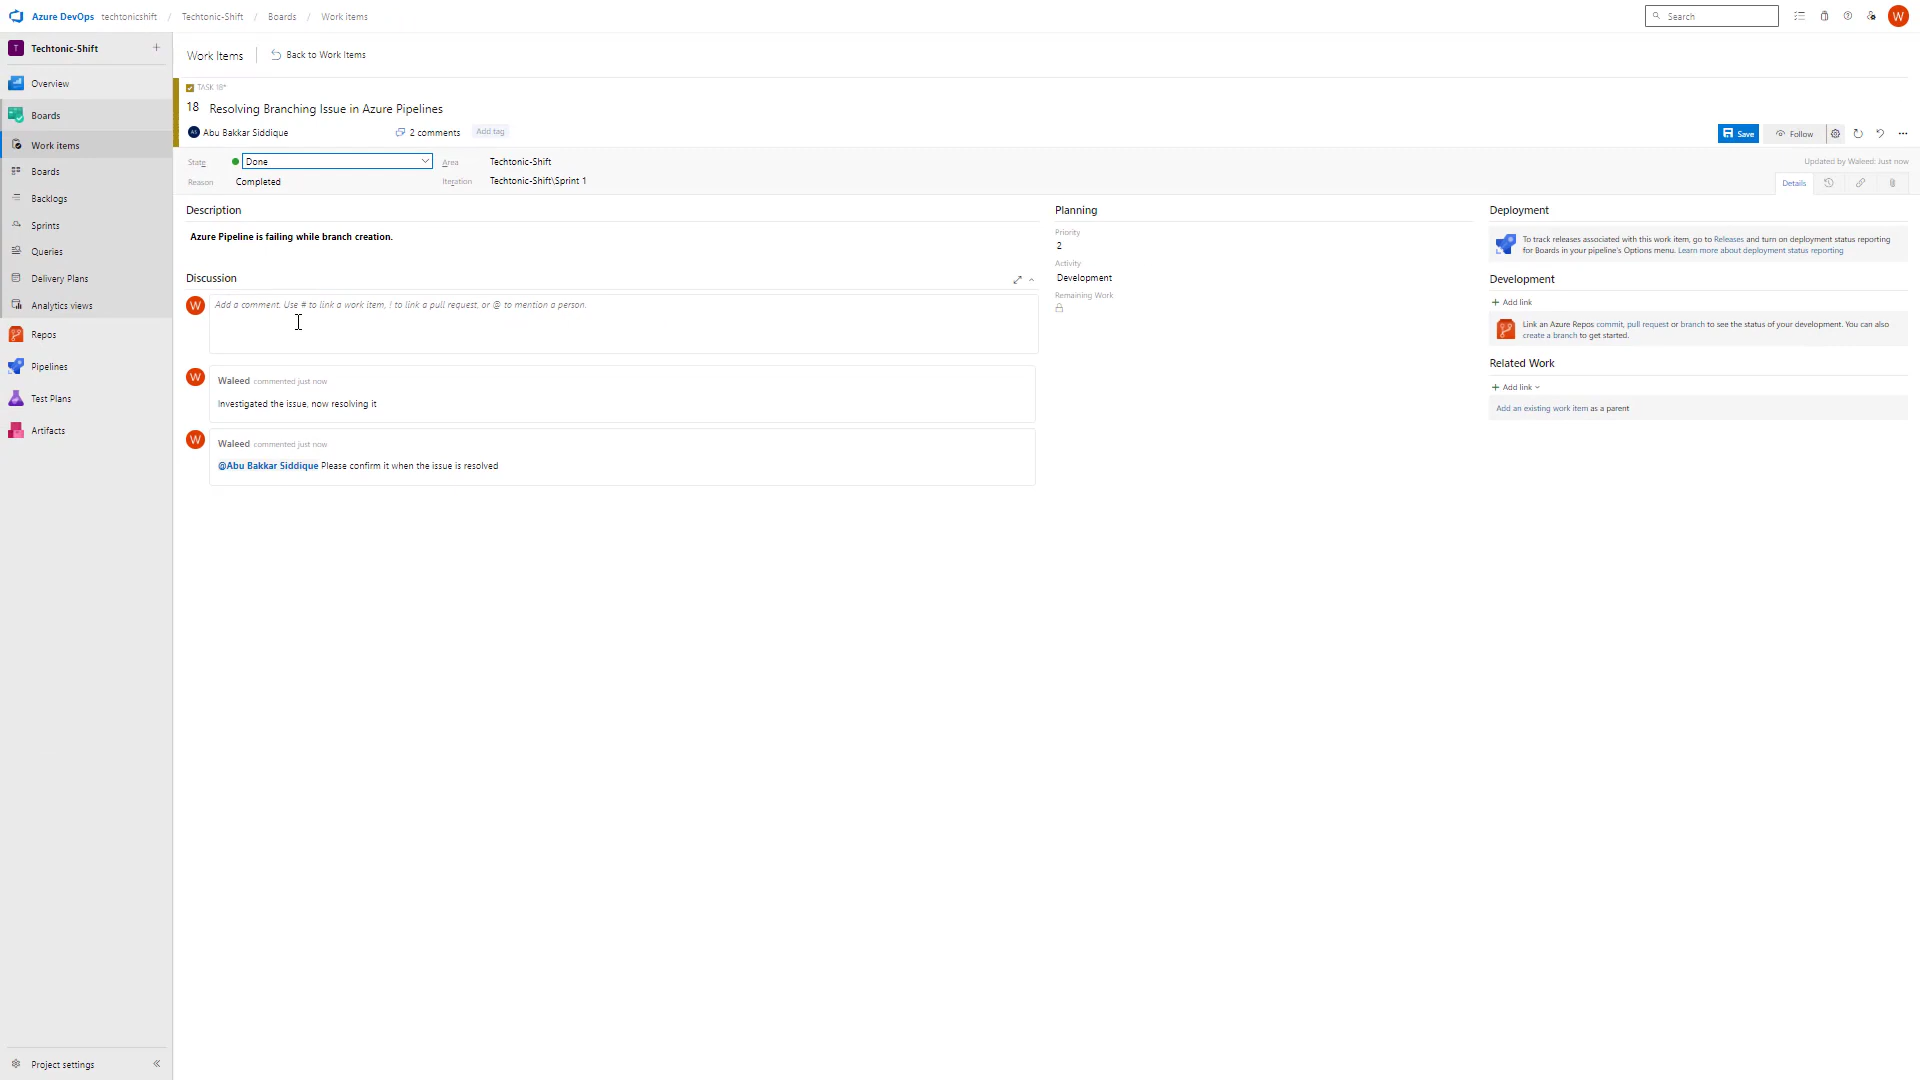 Azure DevOps techtonicshift / Techtonic-Shift / Boards / Work items
Search
W
T Techtonic-Shift
Overview
Boards
Work items
Boards
Backlogs
Sprints
Queries
Delivery Plans
Analytics views
Repos
Pipelines
Test Plans
Artifacts
Project settings
Work Items
Back to Work Items
TASK 18*
18 Resolving Branching Issue in Azure Pipelines
AS Abu Bakkar Siddique
2 comments
Add tag
Save
Follow
State Done
Area Techtonic-Shift
Updated by Waleed: Just now
Reason Completed
Iteration Techtonic-Shift\Sprint 1
Details
Description
Azure Pipeline is failing while branch creation.
Discussion
W
Add a comment. Use # to link a work item, ! to link a pull request, or @ to mention a person.
W
Waleed commented just now
Investigated the issue, now resolving it
W
Waleed commented just now
@Abu Bakkar Siddique Please confirm it when the issue is resolved
Planning
Priority
2
Activity
Development
Remaining Work
Deployment
To track releases associated with this work item, go to Releases and turn on deployment status reporting
for Boards in your pipeline's Options menu. Learn more about deployment status reporting
Development
+ Add link
Link an Azure Repos commit, pull request or branch to see the status of your development. You can also
create a branch to get started.
Related Work
+ Add link
Add an existing work item as a parent